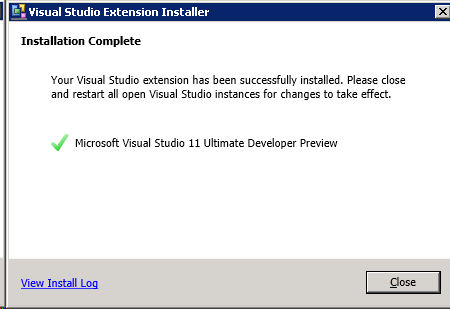 Visual Studio Extension Installer
Installation Complete
Your Visual Studio extension has been successfully installed. Please close
and restart all open Visual Studio instances for changes to take effect.
Microsoft Visual Studio 11 Ultimate Developer Preview
View Install Log
Close